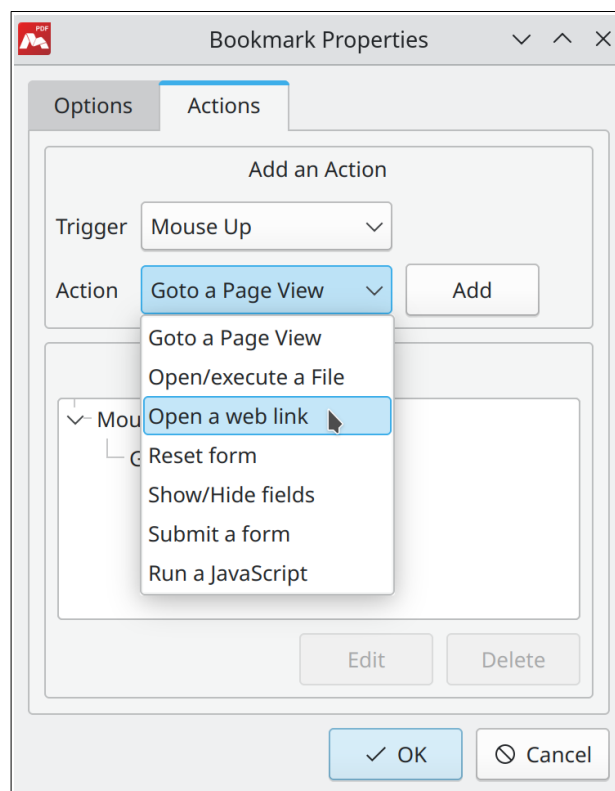 PDF
Bookmark Properties
Options Actions
Add an Action
Trigger Mouse Up
Action Goto a Page View Add
Goto a Page View
Open/execute a File
Open a web link
Reset form
Show/Hide fields
Submit a form
Run a JavaScript
Mou
G
Edit Delete
OK Cancel